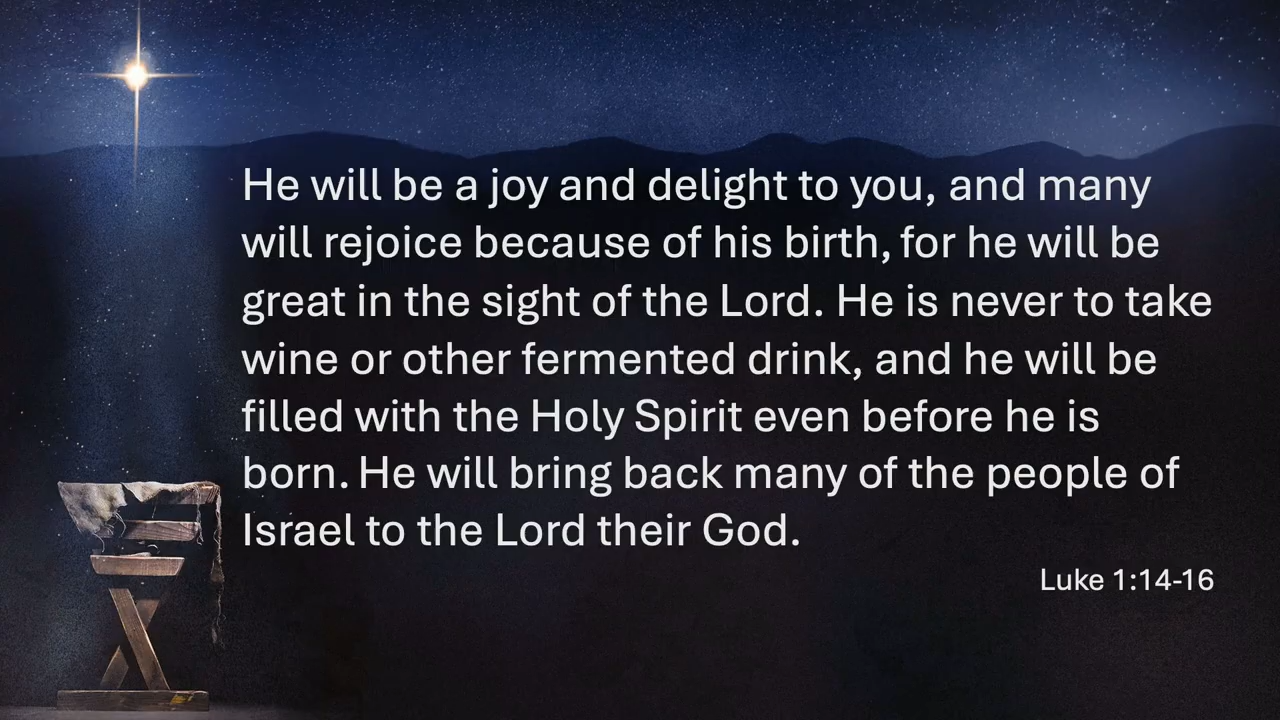 He will be a joy and delight to you, and many
will rejoice because of his birth, for he will be
great in the sight of the Lord. He is never to take
wine or other fermented drink, and he will be
filled with the Holy Spirit even before he is
born. He will bring back many of the people of
Israel to the Lord their God.
Luke 1:14-16